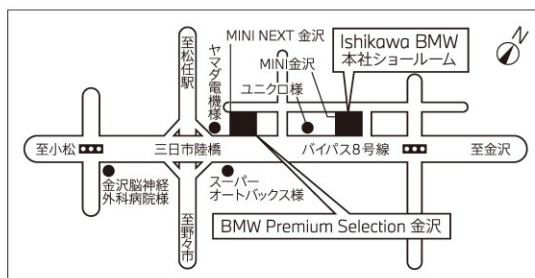 至松任駅
ヤマダ電機様
MINI NEXT 金沢
MINI金沢
ユニクロ様
Ishikawa BMW
本社ショールーム
N
至小松
三日市陸橋
バイパス8号線
至金沢
金沢脳神経
外科病院様
至野々市
スーパー
オートバックス様
BMW Premium Selection 金沢